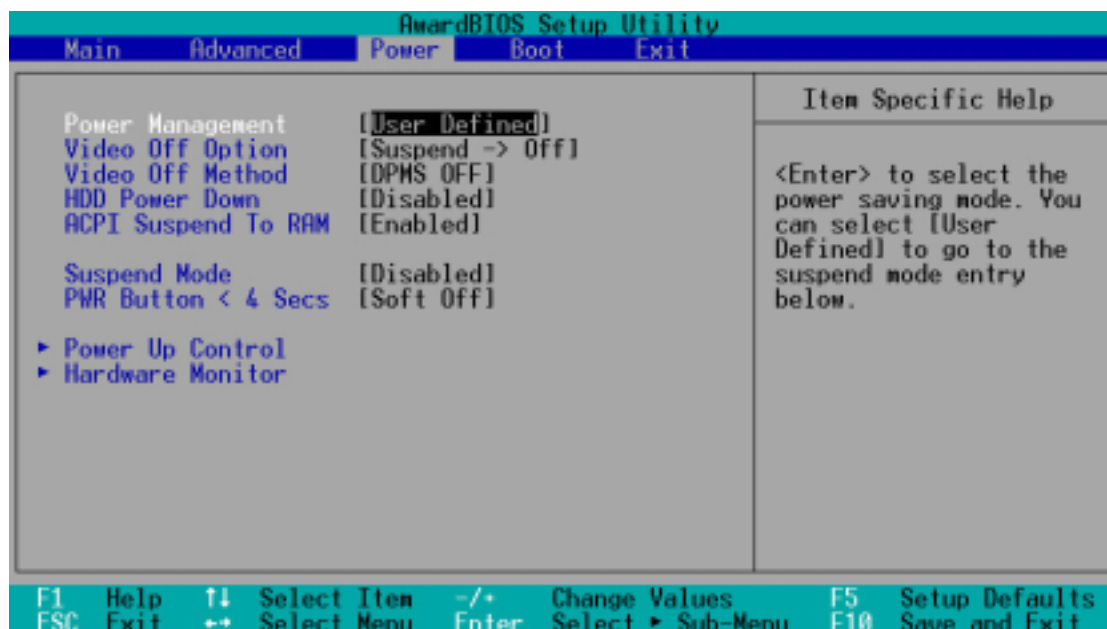 AwardBIOS Setup Utility
Main Advanced Power Boot Exit
Power Management [User Defined]
Video Off Option [Suspend -> Off]
Video Off Method [DPMS OFF]
HDD Power Down [Disabled]
ACPI Suspend To RAM [Enabled]
Suspend Mode [Disabled]
PWR Button < 4 Secs [Soft Off]
▸ Power Up Control
▸ Hardware Monitor
Item Specific Help
<Enter> to select the
power saving mode. You
can select [User
Defined] to go to the
suspend mode entry
below.
F1 Help ↑↓ Select Item -/+ Change Values F5 Setup Defaults
ESC Exit ←→ Select Menu Enter Select ▸ Sub-Menu F10 Save and Exit